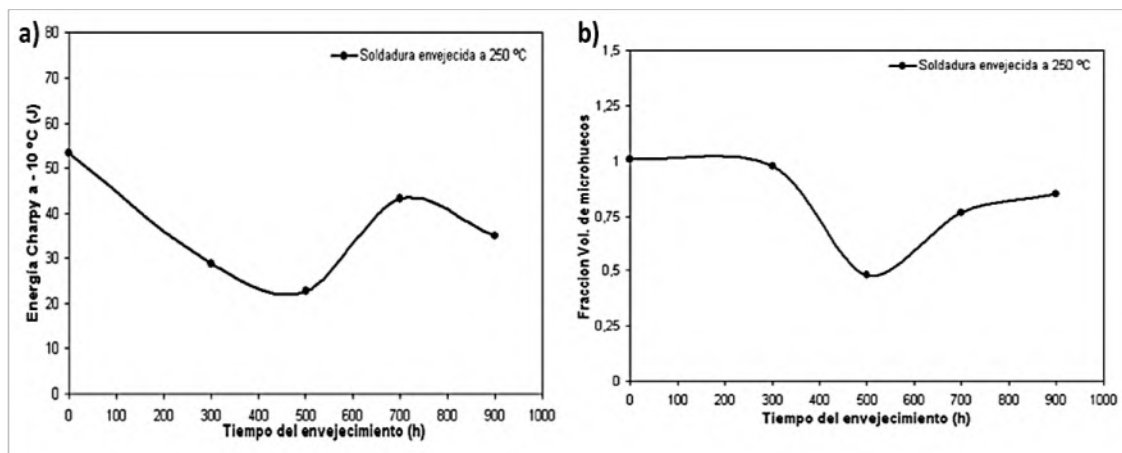 a)
Soldadura envejecida a 250 ºC
80
70
60
50
40
30
20
10
0
Energía Charpy a - 10 ºC (J)
0 100 200 300 400 500 600 700 800 900 1000
Tiempo del envejecimiento (h)
b)
Soldadura envejecida a 250 ºC
1,5
1,25
1
0,75
0,5
0,25
0
Fraccion Vol. de microhuecos
0 100 200 300 400 500 600 700 800 900 1000
Tiempo del envejecimiento (h)